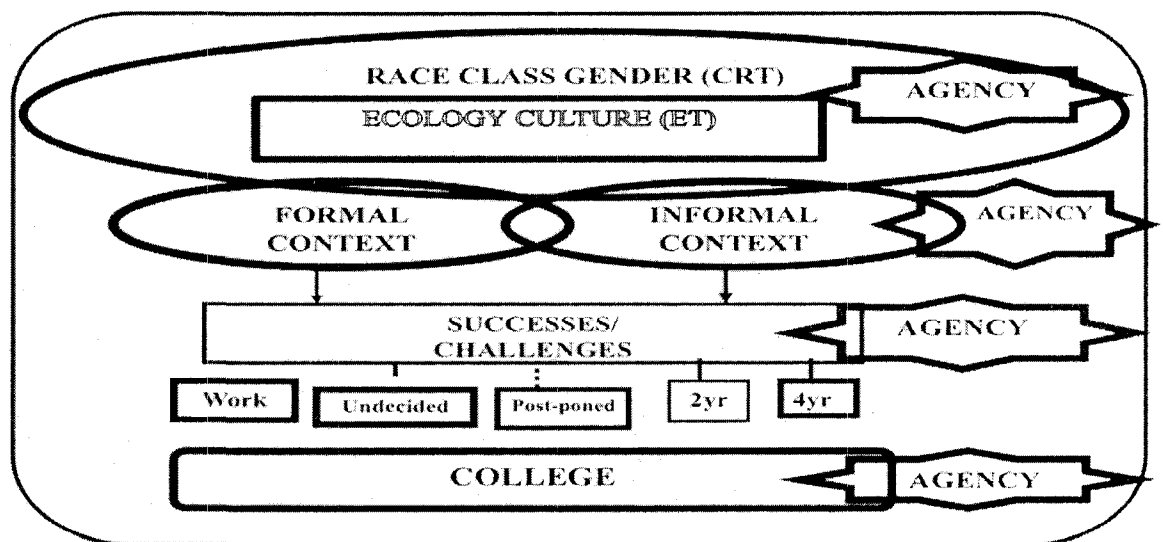 RACE CLASS GENDER (CRT)
AGENCY
ECOLOGY CULTURE (ET)
FORMAL
CONTEXT
INFORMAL
CONTEXT
AGENCY
SUCCESSES/
CHALLENGES
AGENCY
Work
Undecided
Post-poned
2yr
4yr
COLLEGE
AGENCY